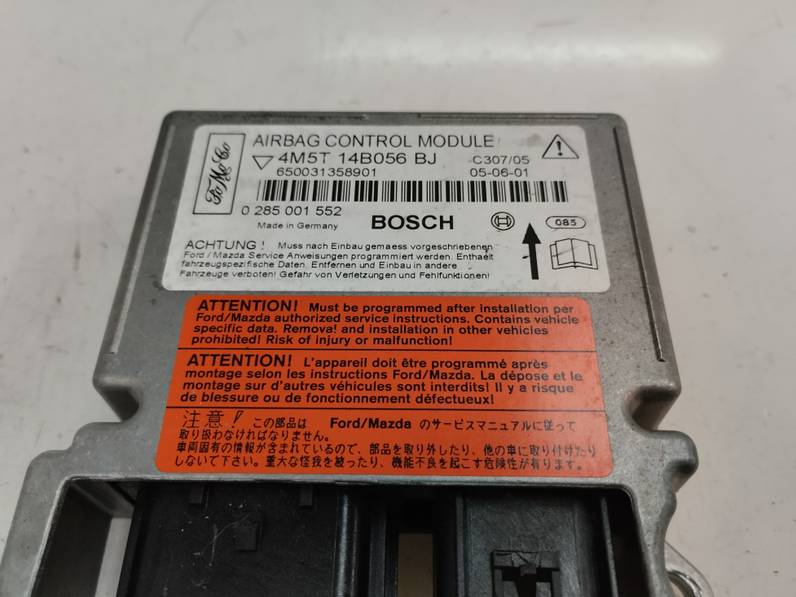 FoMoCo
AIRBAG CONTROL MODULE
4M5T 14B056 BJ C307/05
650031358901 05-06-01
0 285 001 552 BOSCH 085
Made in Germany
ACHTUNG! Muss nach Einbau gemaess vorgeschriebenen
Ford / Mazda Service Anweisungen programmiert werden. Enthaelt
fahrzeugspezifische Daten. Entfernen und Einbau in andere
Fahrzeuge verboten! Gefahr von Verletzungen und Fehlfunktionen!
ATTENTION! Must be programmed after installation per
Ford/Mazda authorized service instructions. Contains vehicle
specific data. Removal and installation in other vehicles
prohibited! Risk of injury or malfunction!
ATTENTION! L'appareil doit être programmé après
montage selon les instructions Ford/Mazda. La dépose et le
montage sur d'autres véhicules sont interdits! Il y a risque
de blessure ou de fonctionnement défectueux!
注意! この部品は Ford/Mazda のサービスマニュアルに従って
取り扱わなければなりません。
車両固有の情報が含まれているので、部品を取り外したり、他の車に取り付けたり
しないで下さい。重大な怪我を被ったり、機能不良を起こす危険性が有ります。